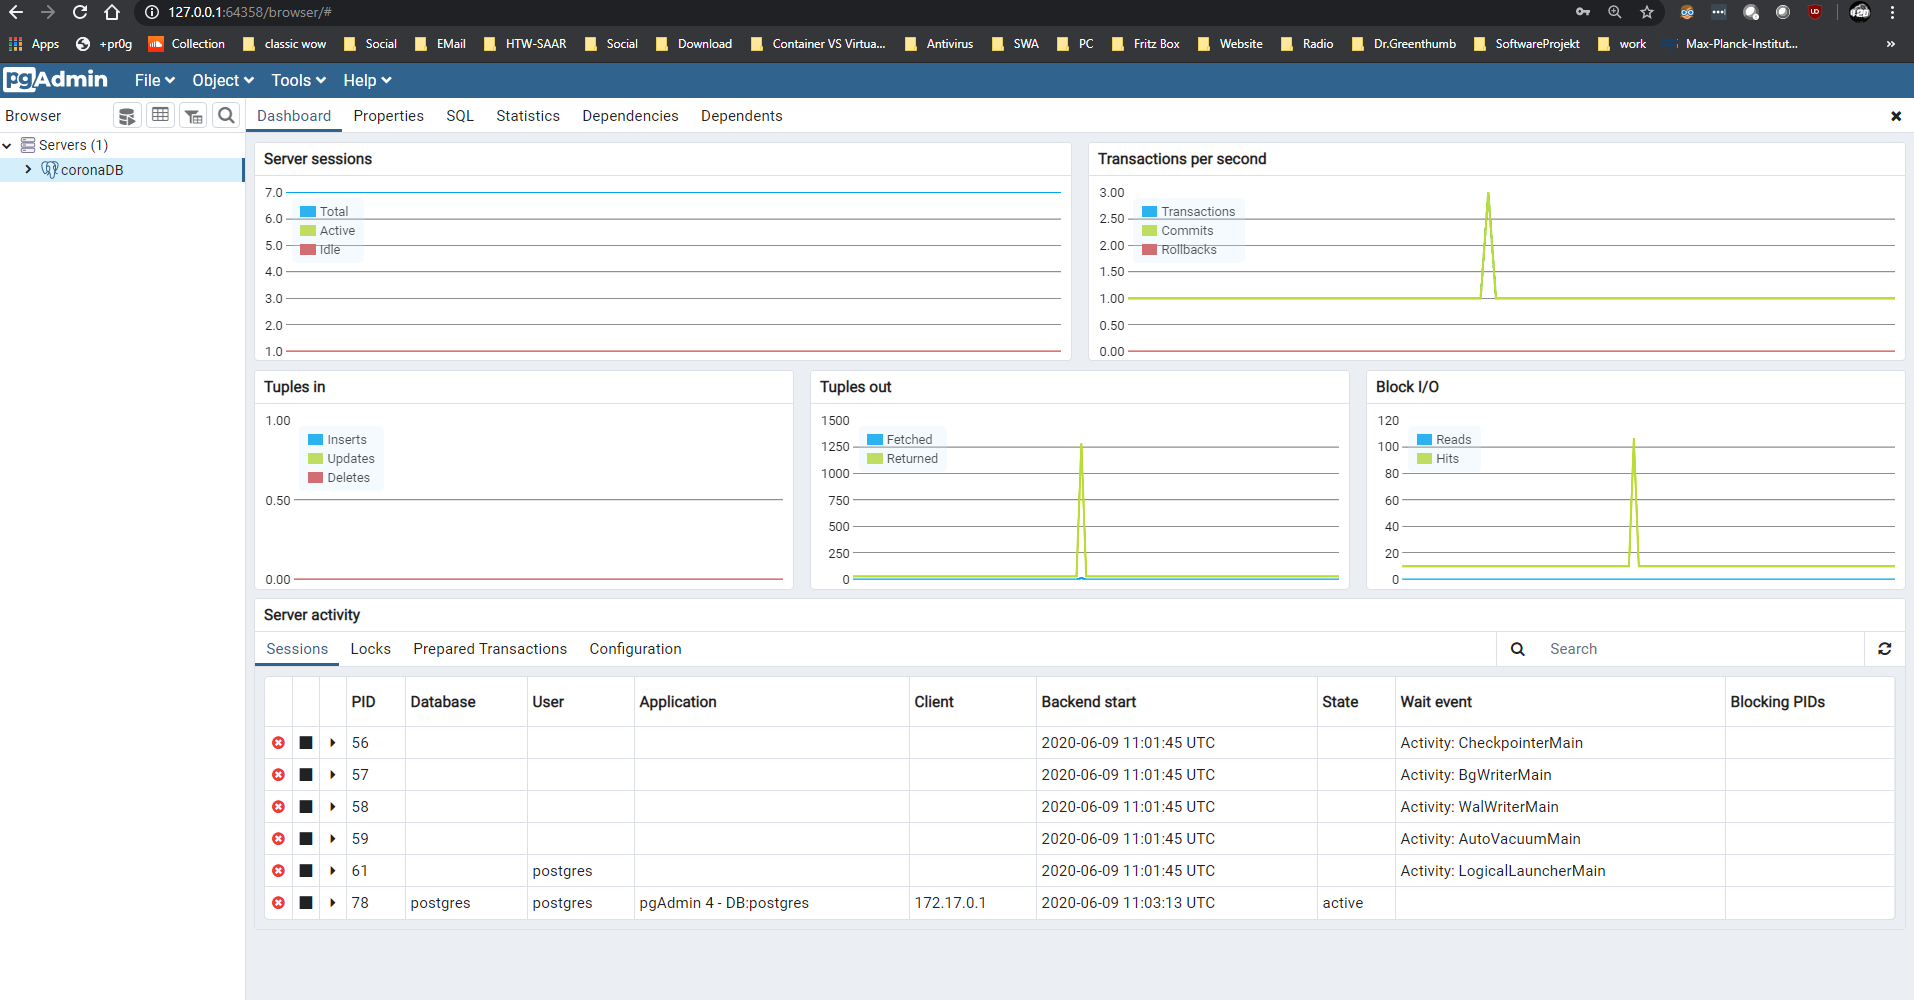 127.0.0.1:64358/browser/#
Apps +pr0g Collection classic wow Social EMail HTW-SAAR Social Download Container VS Virtua... Antivirus SWA PC Fritz Box Website Radio Dr.Greenthumb SoftwareProjekt work Max-Planck-Institut... »
pgAdmin File Object Tools Help
Browser Dashboard Properties SQL Statistics Dependencies Dependents
Servers (1)
coronaDB
Server sessions
7.0
6.0
5.0
4.0
3.0
2.0
1.0
Total
Active
Idle
Transactions per second
3.00
2.50
2.00
1.50
1.00
0.50
0.00
Transactions
Commits
Rollbacks
Tuples in
1.00
0.50
0.00
Inserts
Updates
Deletes
Tuples out
1500
1250
1000
750
500
250
0
Fetched
Returned
Block I/O
120
100
80
60
40
20
0
Reads
Hits
Server activity
Sessions Locks Prepared Transactions Configuration Search
PID Database User Application Client Backend start State Wait event Blocking PIDs
56 2020-06-09 11:01:45 UTC Activity: CheckpointerMain
57 2020-06-09 11:01:45 UTC Activity: BgWriterMain
58 2020-06-09 11:01:45 UTC Activity: WalWriterMain
59 2020-06-09 11:01:45 UTC Activity: AutoVacuumMain
61 postgres 2020-06-09 11:01:45 UTC Activity: LogicalLauncherMain
78 postgres postgres pgAdmin 4 - DB:postgres 172.17.0.1 2020-06-09 11:03:13 UTC active